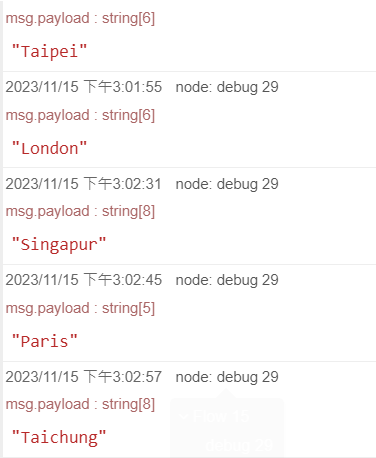 msg.payload : string[6]
"Taipei"
2023/11/15 下午3:01:55 node: debug 29
msg.payload : string[6]
"London"
2023/11/15 下午3:02:31 node: debug 29
msg.payload : string[8]
"Singapur"
2023/11/15 下午3:02:45 node: debug 29
msg.payload : string[5]
"Paris"
2023/11/15 下午3:02:57 node: debug 29
msg.payload : string[8]
"Taichung"